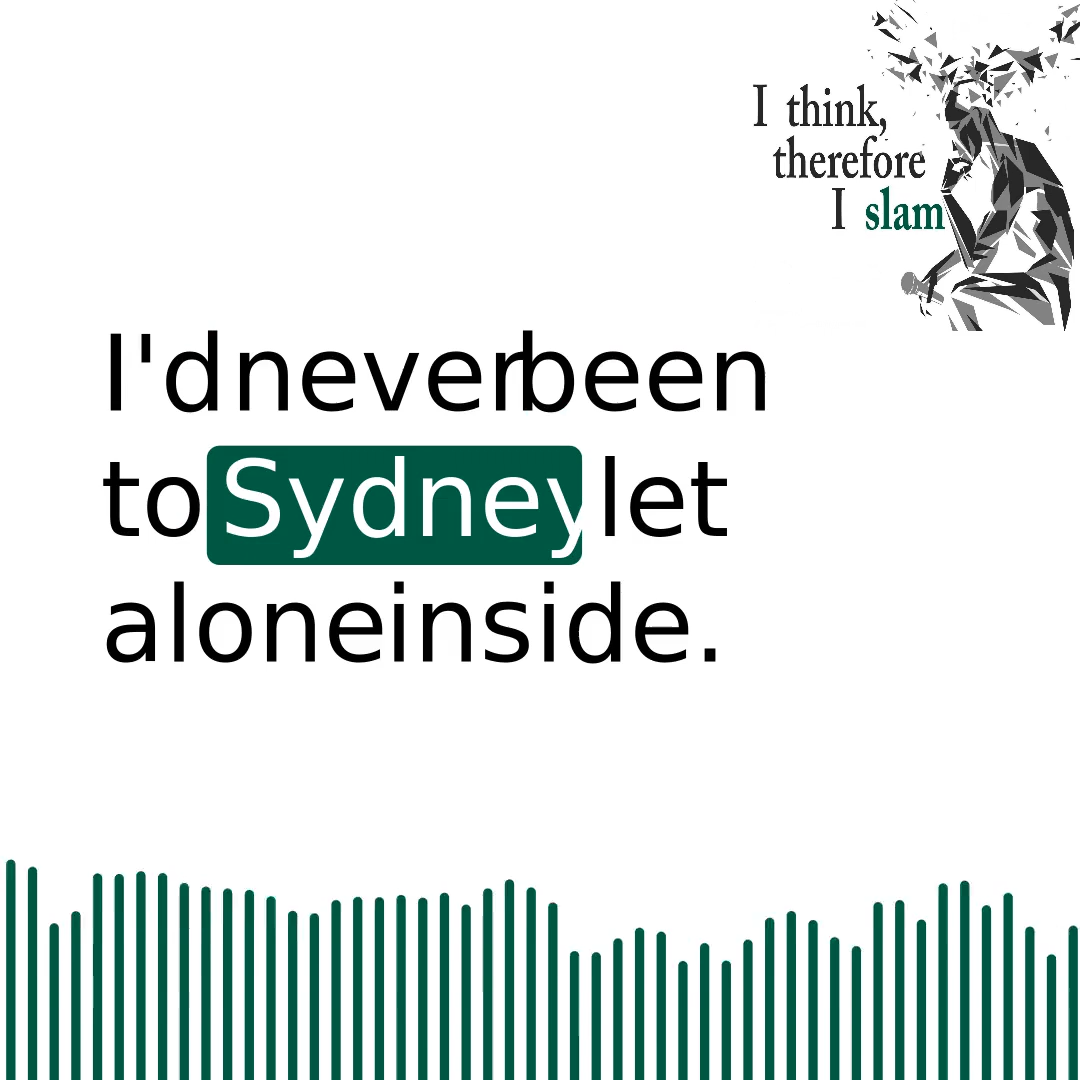 I think,
therefore
I slam
I'd never been
to Sydney let
alone inside.